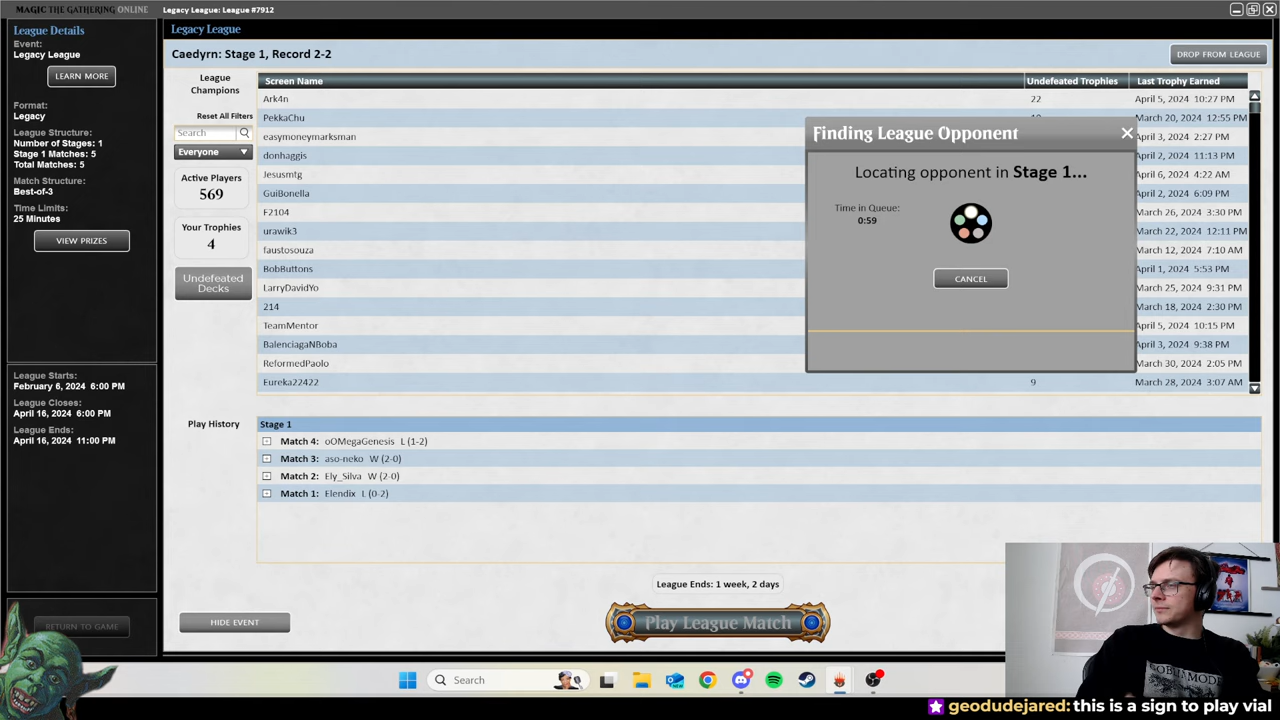 MAGIC THE GATHERING ONLINE
Legacy League: League #7912
League Details
Event:
Legacy League
LEARN MORE
Format:
Legacy
League Structure:
Number of Stages: 1
Stage 1 Matches: 5
Total Matches: 5
Match Structure:
Best-of-3
Time Limits:
25 Minutes
VIEW PRIZES
League Starts:
February 6, 2024 6:00 PM
League Closes:
April 16, 2024 6:00 PM
League Ends:
April 16, 2024 11:00 PM
RETURN TO GAME
Legacy League
Caedyrn: Stage 1, Record 2-2
DROP FROM LEAGUE
League
Champions
Reset All Filters
Search
Everyone
Active Players
569
Your Trophies
4
Undefeated
Decks
Screen Name Undefeated Trophies Last Trophy Earned
Ark4n 22 April 5, 2024 10:27 PM
PekkaChu March 20, 2024 12:55 PM
easymoneymarksman April 3, 2024 2:27 PM
donhaggis April 2, 2024 11:13 PM
Jesusmtg April 6, 2024 4:22 AM
GuiBonella April 2, 2024 6:09 PM
F2104 March 26, 2024 3:30 PM
urawik3 March 22, 2024 12:11 PM
faustosouza March 12, 2024 7:10 AM
BobButtons April 1, 2024 5:53 PM
LarryDavidYo March 25, 2024 9:31 PM
214 March 18, 2024 2:30 PM
TeamMentor April 5, 2024 10:15 PM
BalenciagaNBoba April 3, 2024 9:38 PM
ReformedPaolo March 30, 2024 2:05 PM
Eureka22422 9 March 28, 2024 3:07 AM
Finding League Opponent
Locating opponent in Stage 1...
Time in Queue:
0:59
CANCEL
Play History
Stage 1
Match 4: oOMegaGenesis L (1-2)
Match 3: aso-neko W (2-0)
Match 2: Ely_Silva W (2-0)
Match 1: Elendix L (0-2)
League Ends: 1 week, 2 days
HIDE EVENT
Play League Match
Search
GOBLIN MODE
geodudejared: this is a sign to play vial